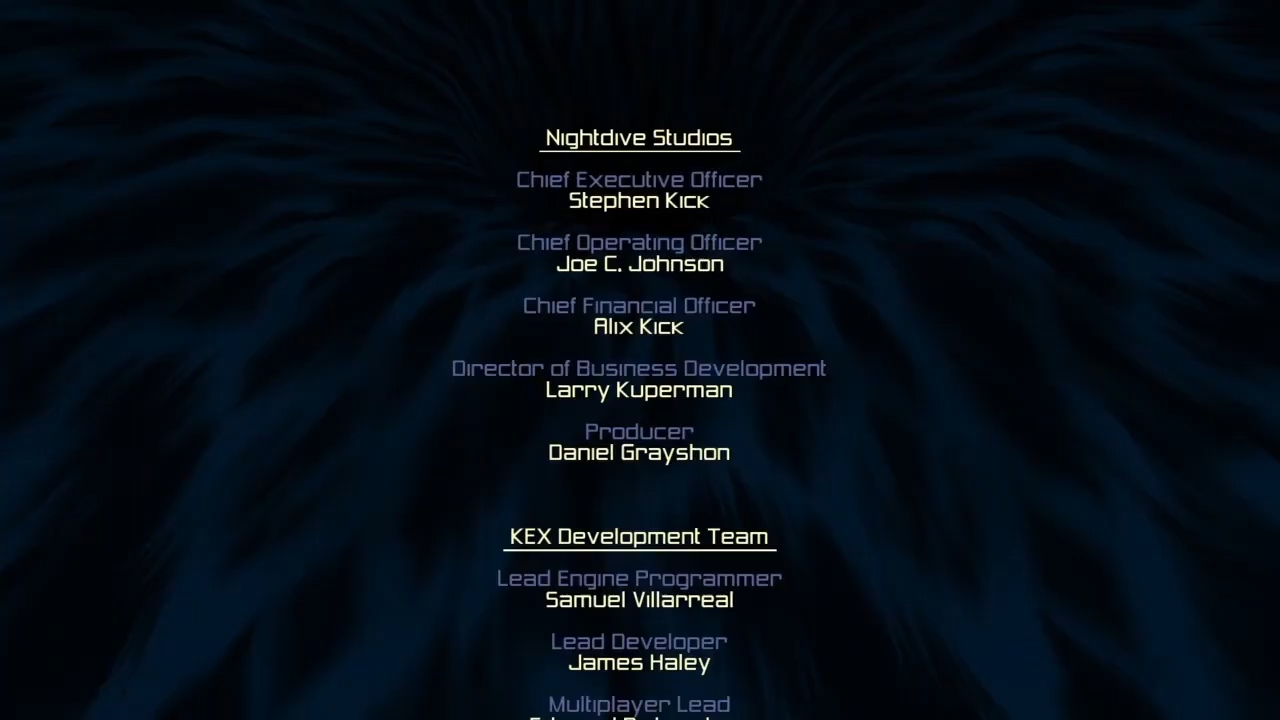 Nightdive Studios
Chief Executive Officer
Stephen Kick
Chief Operating Officer
Joe C. Johnson
Chief Financial Officer
Alix Kick
Director of Business Development
Larry Kuperman
Producer
Daniel Grayshon
KEX Development Team
Lead Engine Programmer
Samuel Villarreal
Lead Developer
James Haley
Multiplayer Lead